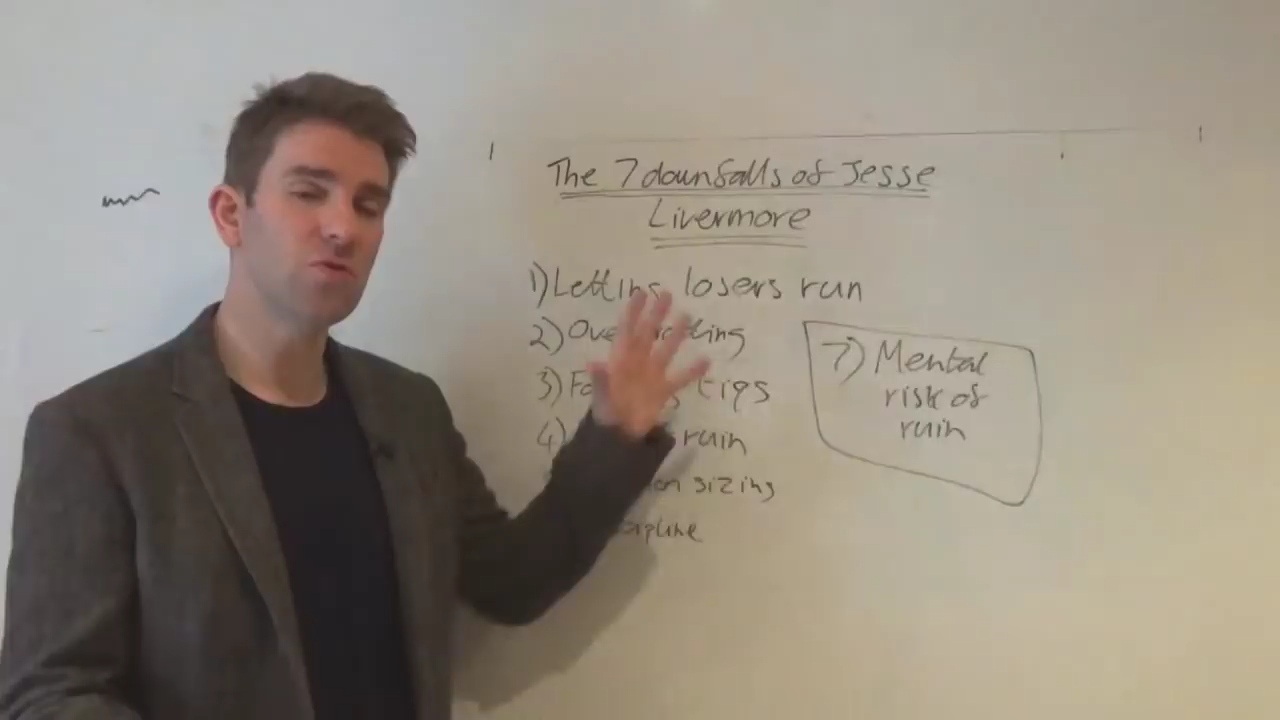 The 7 downfalls of Jesse
Livermore
1) Letting losers run
2) trading
3) tips
4) ruin
sizing
7) Mental
risk of
ruin